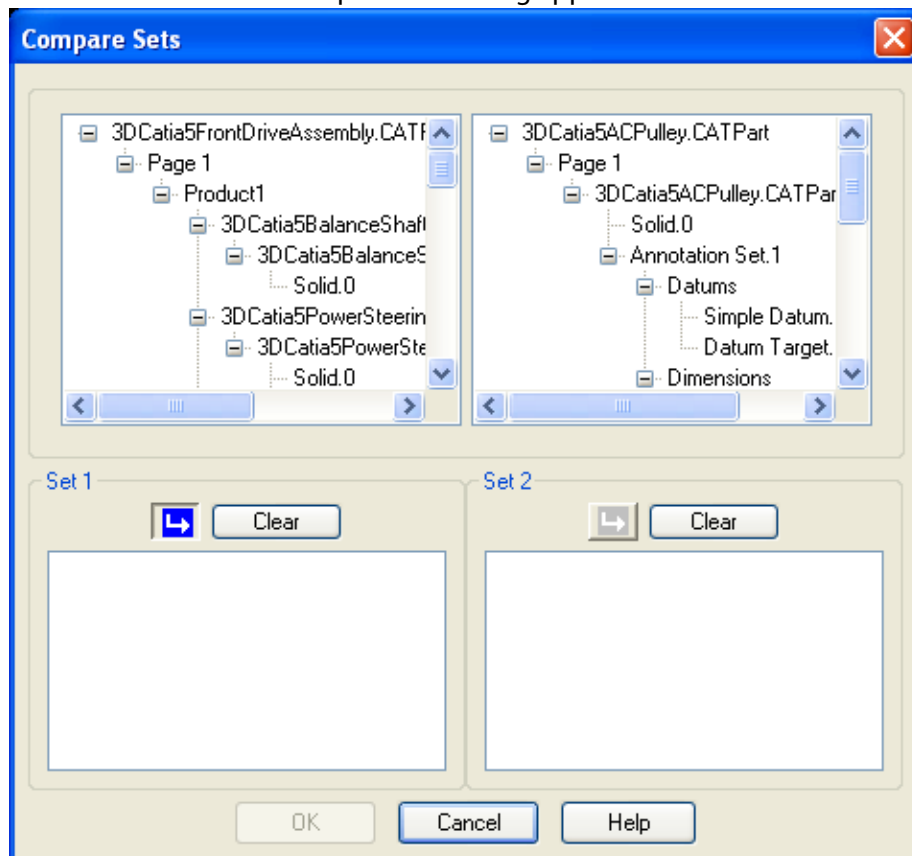 Compare Sets
3DCatia5FrontDriveAssembly.CATF
Page 1
Product1
3DCatia5BalanceShaft
3DCatia5BalanceS
Solid.0
3DCatia5PowerSteerin
3DCatia5PowerSte
Solid.0
3DCatia5ACPulley.CATPart
Page 1
3DCatia5ACPulley.CATPar
Solid.0
Annotation Set.1
Datums
Simple Datum.
Datum Target.
Dimensions
Set 1
Clear
Set 2
Clear
OK Cancel Help